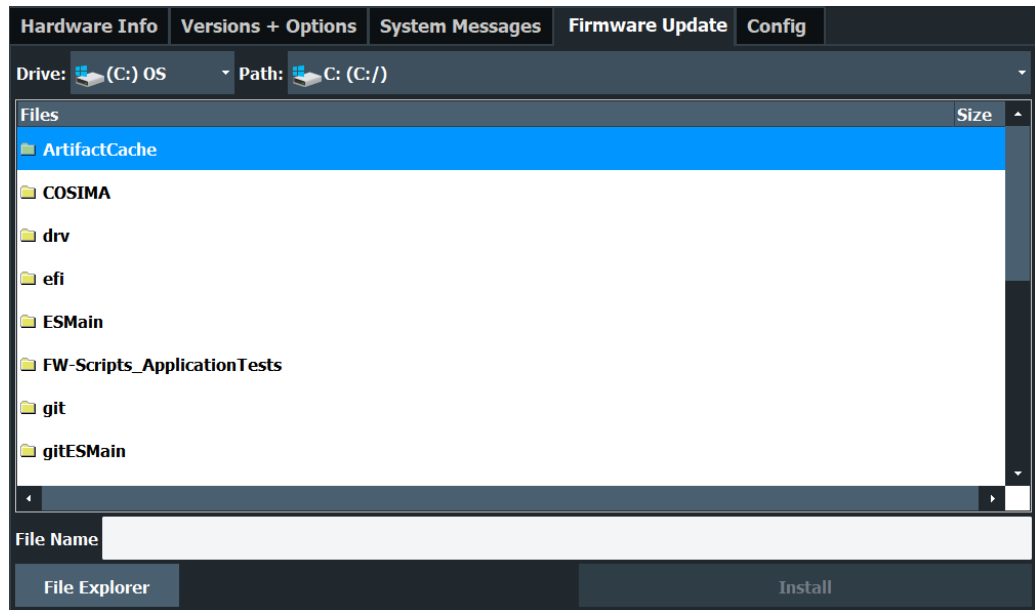 Hardware Info Versions + Options System Messages Firmware Update Config
Drive: (C:) OS Path: C: (C:/)
Files Size
ArtifactCache
COSIMA
drv
efi
ESMain
FW-Scripts_ApplicationTests
git
gitESMain
File Name
File Explorer Install